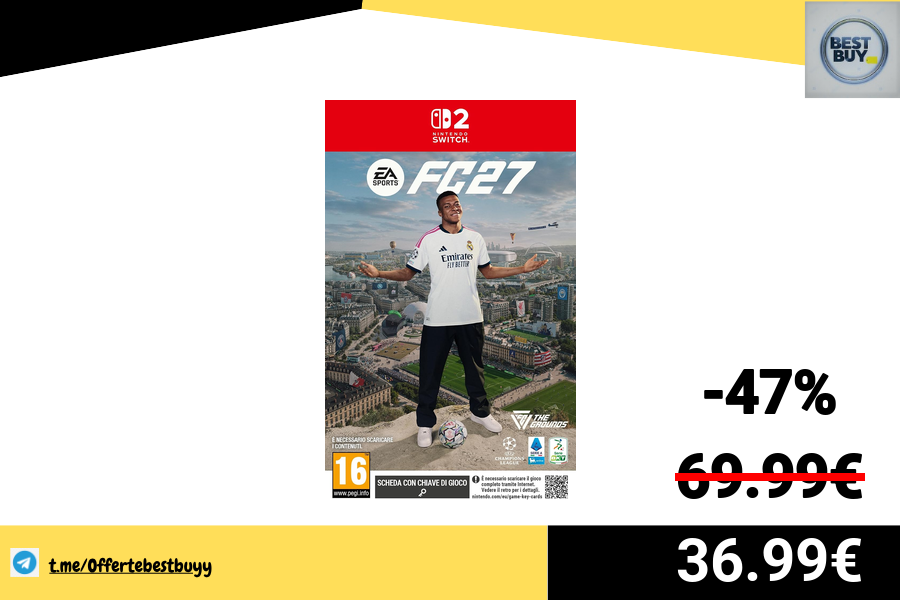 BEST
BUY
2
NINTENDO
SWITCH
EA
SPORTS
FC27
Emirates
FLY BETTER
THE
GROUNDS
È NECESSARIO SCARICARE
I CONTENUTI.
CHAMPIONS
LEAGUE
16
www.pegi.info
SCHEDA CON CHIAVE DI GIOCO
È necessario scaricare il gioco
completo tramite Internet.
Vedere il retro per i dettagli.
nintendo.com/eu/game-key-cards
-47%
69.99€
36.99€
t.me/Offertebestbuyy